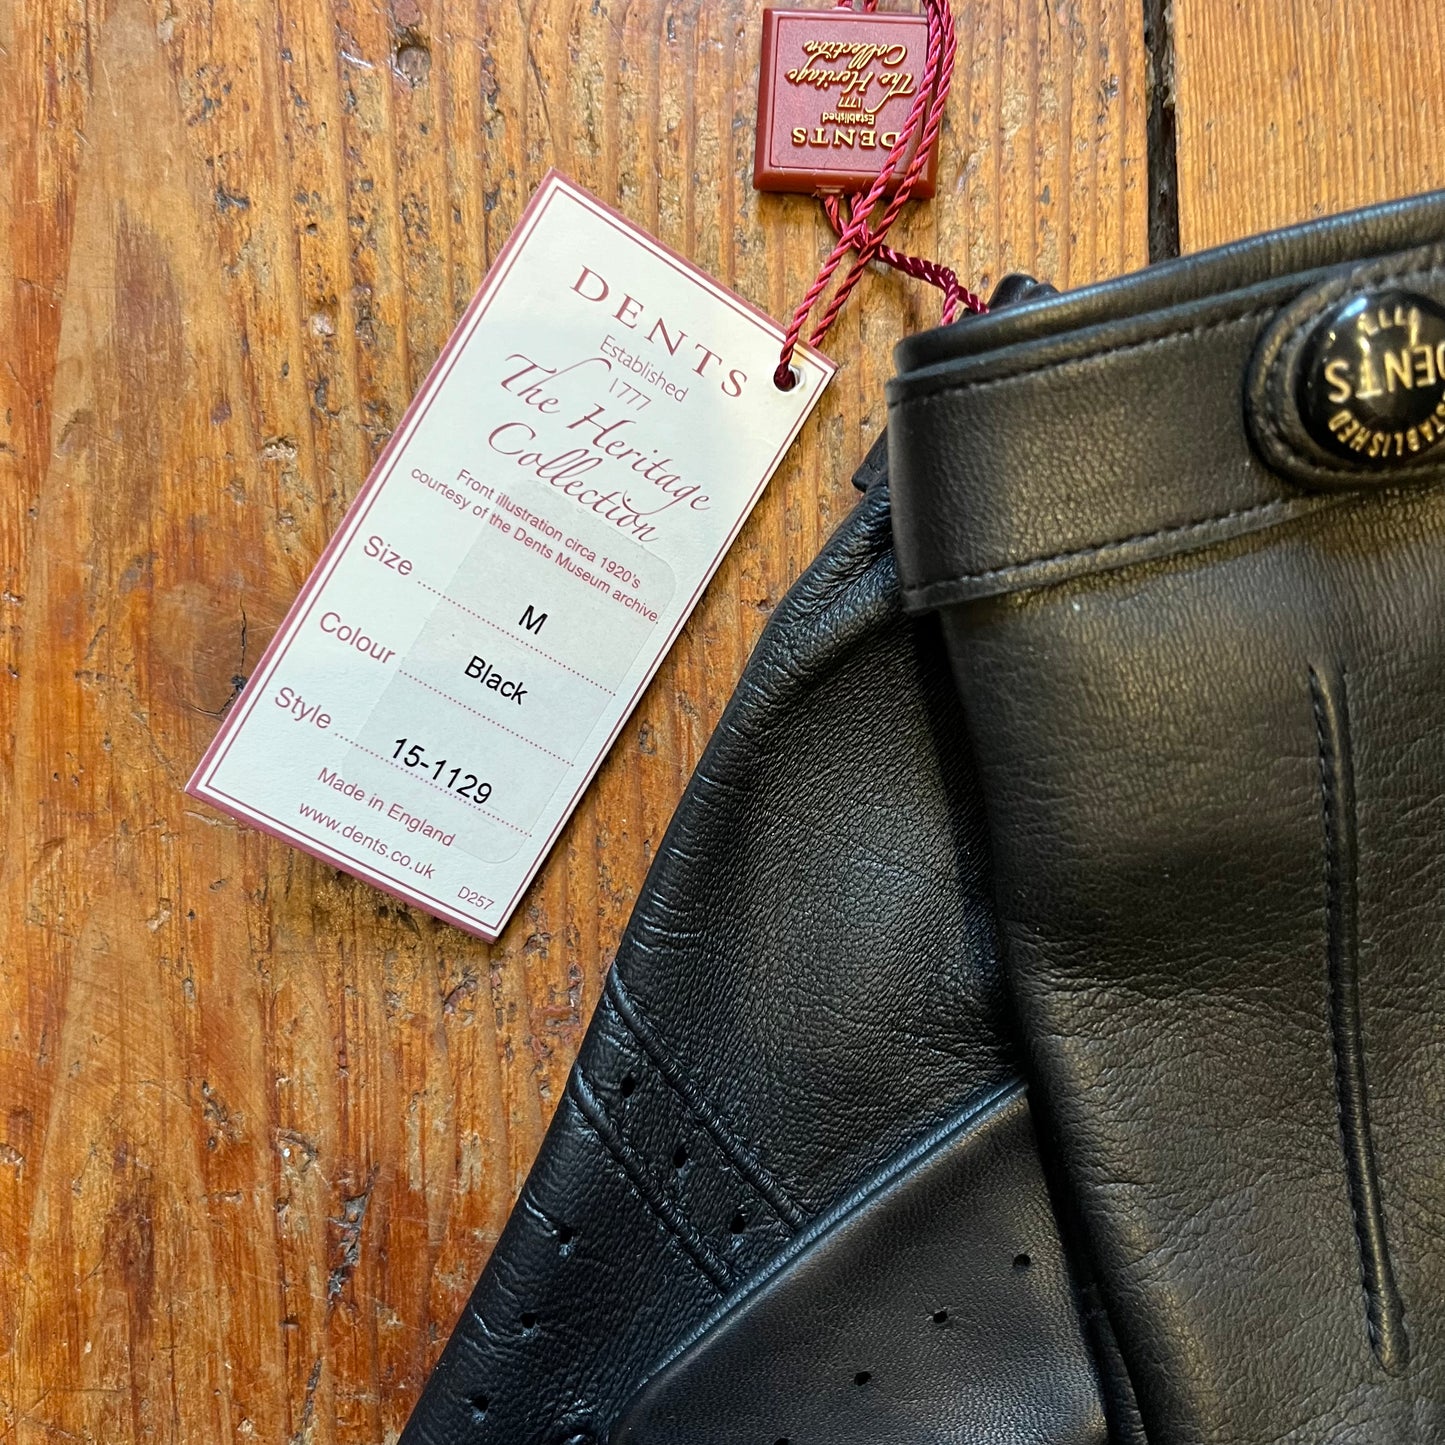 DENTS
Established
1777
The Heritage
Collection
Front illustration circa 1920's
courtesy of the Dents Museum archive.
Size ........ M
Colour ........ Black
Style ........ 15-1129
Made in England
www.dents.co.uk
D257
DENTS
Established
1777
The Heritage
Collection
1777
DENTS
ESTABLISHED